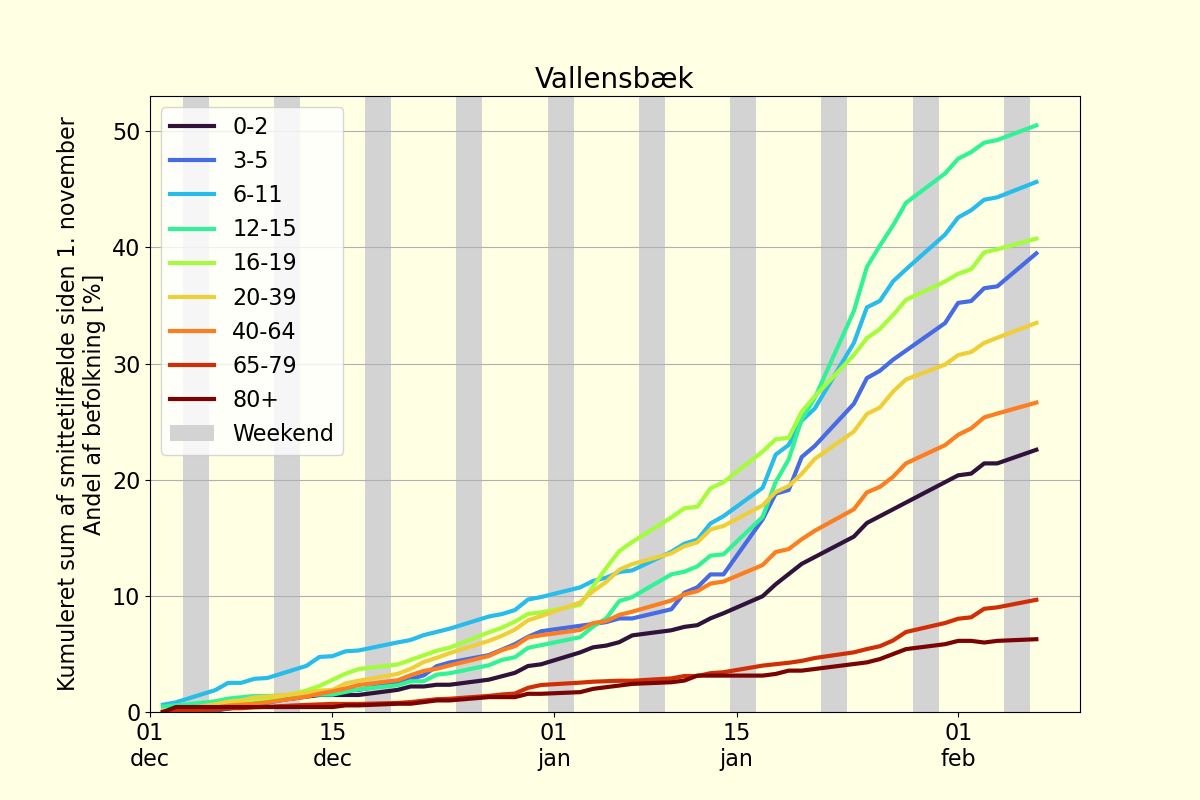 Vallensbæk
Kumuleret sum af smittetilfælde siden 1. november
Andel af befolkning [%]
50
40
30
20
10
0
0-2
3-5
6-11
12-15
16-19
20-39
40-64
65-79
80+
Weekend
01
dec
15
dec
01
jan
15
jan
01
feb